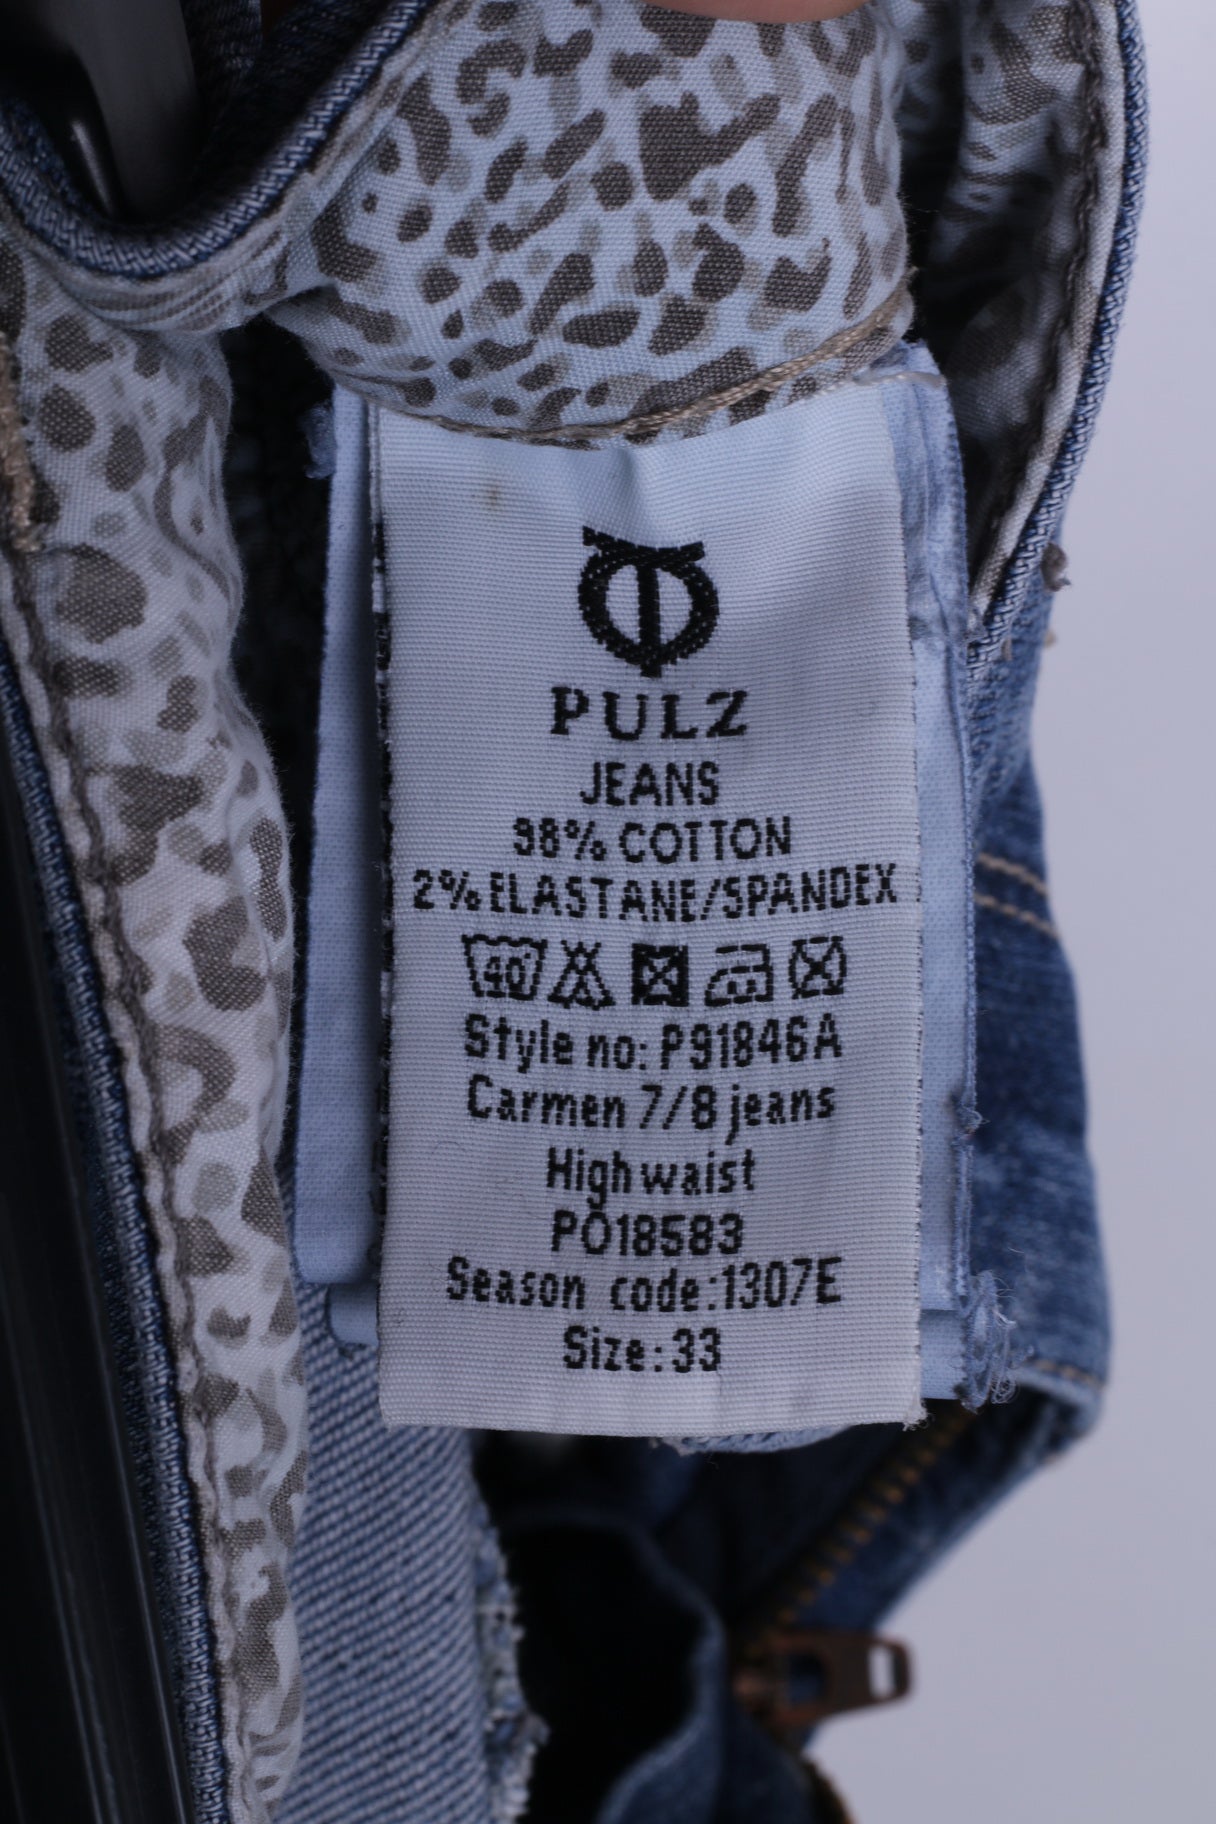 PULZ
JEANS
98% COTTON
2% ELASTANE/SPANDEX
40°
Style no: P91846A
Carmen 7/8 jeans
High waist
PO18583
Season code:1307E
Size:33